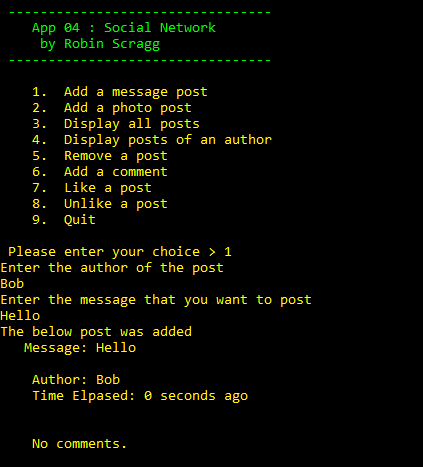 ---------------------------------
App 04 : Social Network
by Robin Scragg
---------------------------------
1. Add a message post
2. Add a photo post
3. Display all posts
4. Display posts of an author
5. Remove a post
6. Add a comment
7. Like a post
8. Unlike a post
9. Quit
Please enter your choice > 1
Enter the author of the post
Bob
Enter the message that you want to post
Hello
The below post was added
Message: Hello
Author: Bob
Time Elpased: 0 seconds ago
No comments.